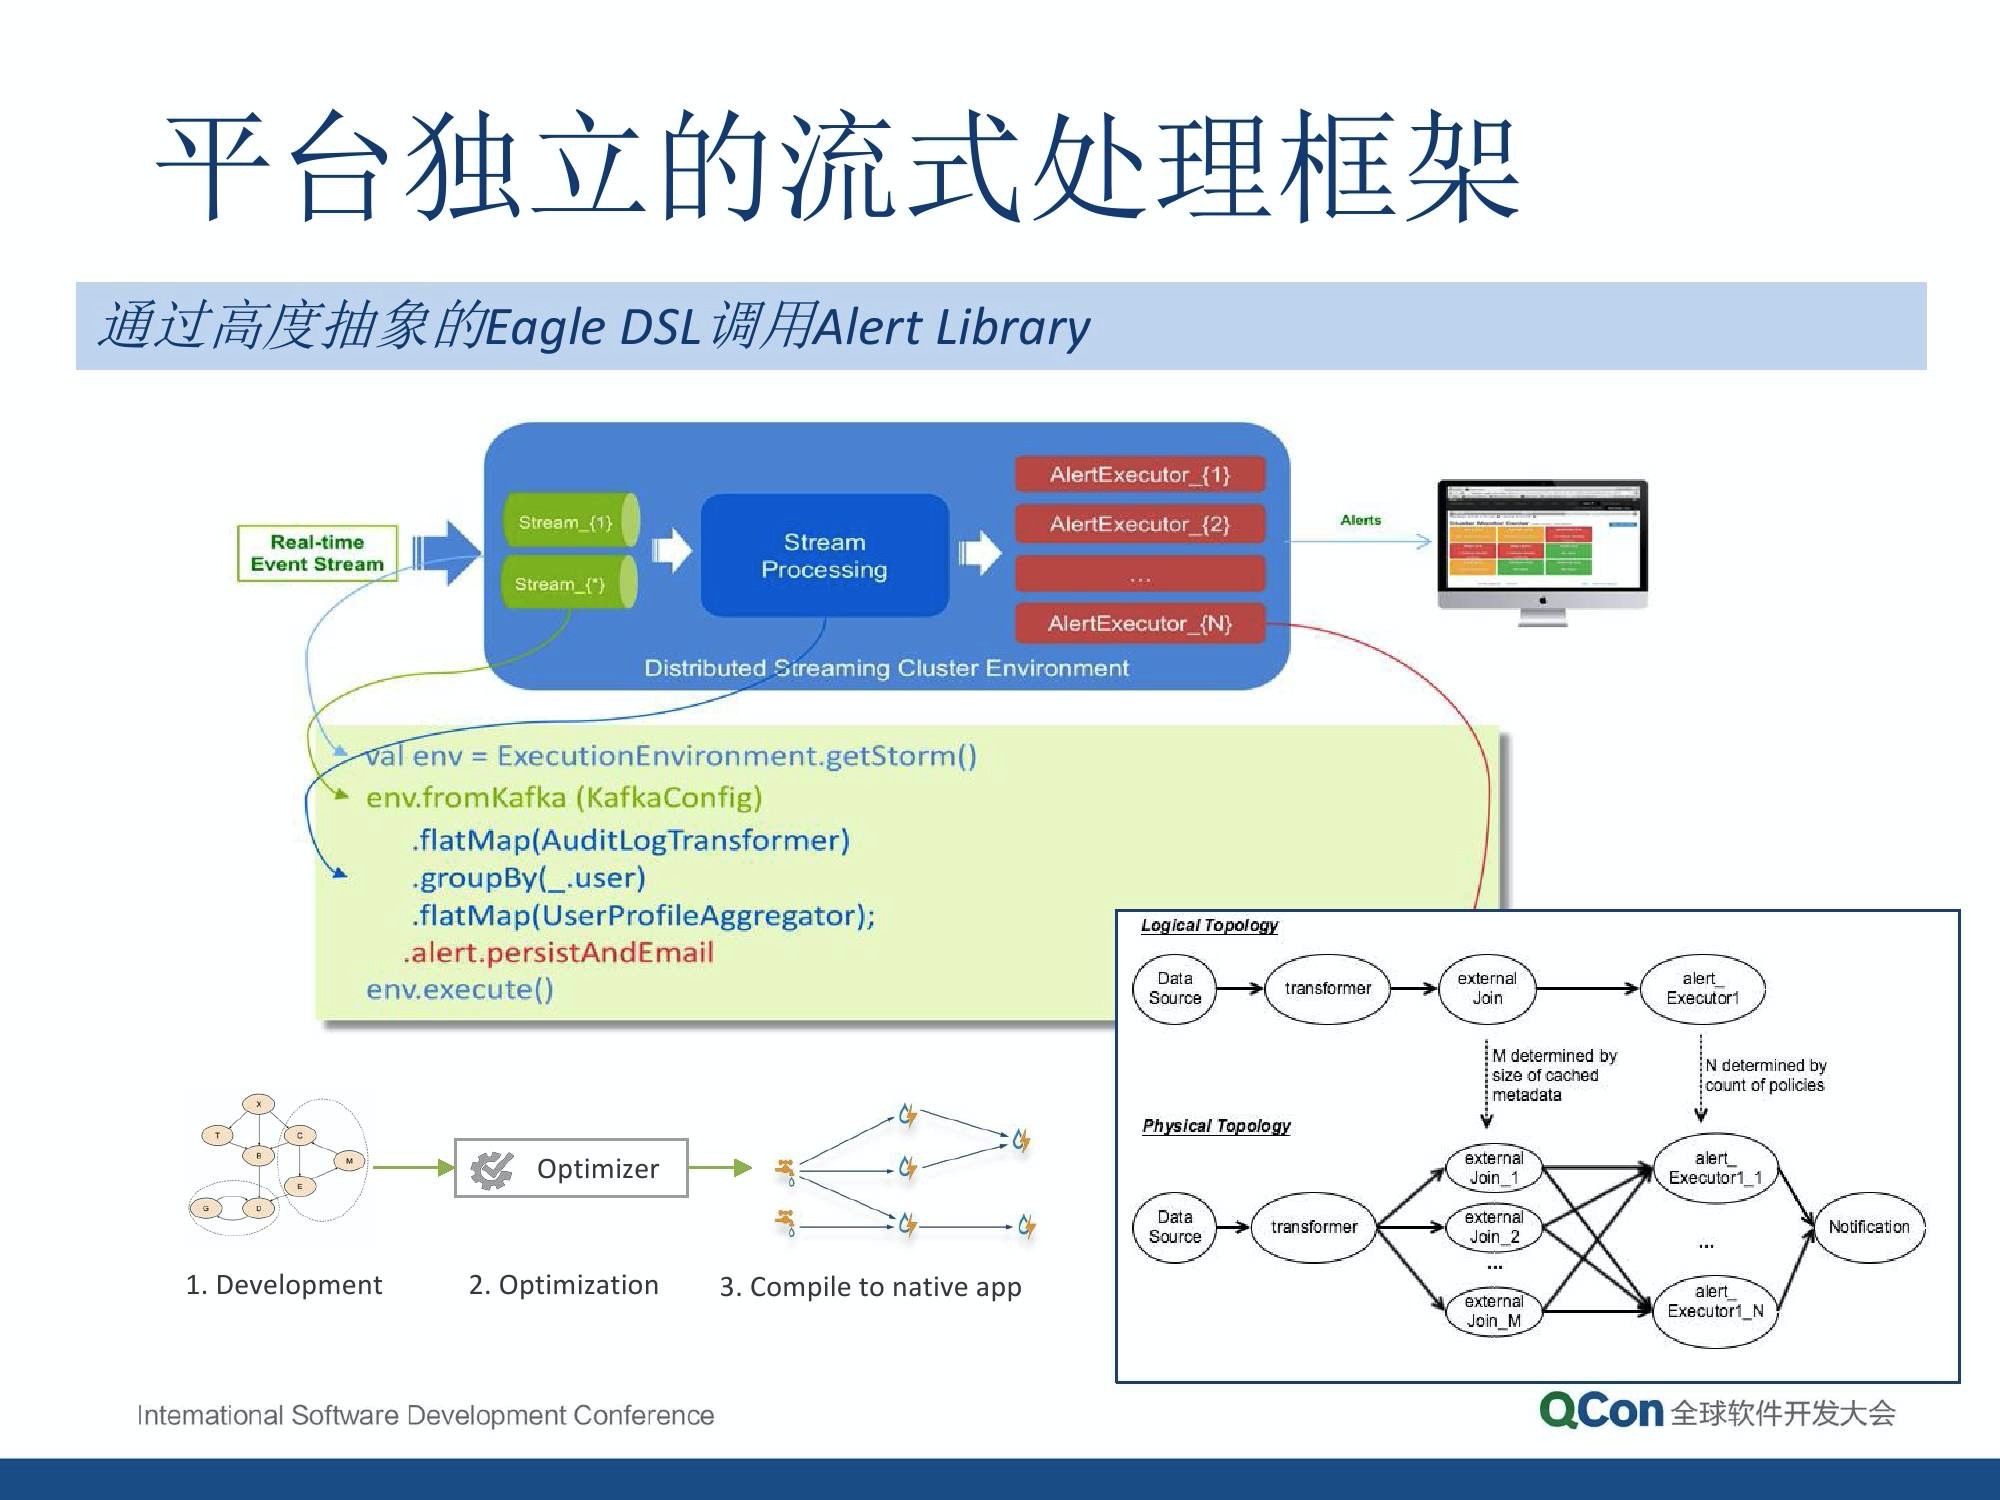 平台独立的流式处理框架
通过高度抽象的Eagle DSL调用Alert Library
Real-time
Event Stream
Stream_{1}
Stream_{*}
Stream
Processing
AlertExecutor_{1}
AlertExecutor_{2}
...
AlertExecutor_{N}
Distributed Streaming Cluster Environment
Alerts
val env = ExecutionEnvironment.getStorm()
env.fromKafka (KafkaConfig)
.flatMap(AuditLogTransformer)
.groupBy(_.user)
.flatMap(UserProfileAggregator);
.alert.persistAndEmail
env.execute()
Logical Topology
Data
Source
transformer
external
Join
alert_
Executor1
M determined by
size of cached
metadata
N determined by
count of policies
Physical Topology
Data
Source
transformer
external
Join_1
external
Join_2
...
external
Join_M
alert_
Executor1_1
...
alert_
Executor1_N
Notification
X
T
C
B
M
E
G
D
Optimizer
1. Development
2. Optimization
3. Compile to native app
International Software Development Conference
QCon全球软件开发大会